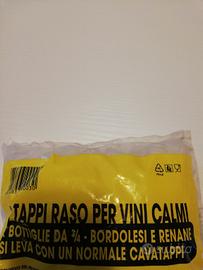 TAPPI RASO PER VINI CALMI
BOTTIGLIE DA ¾ - BORDOLESI E RENANE
SI LEVA CON UN NORMALE CAVATAPPI